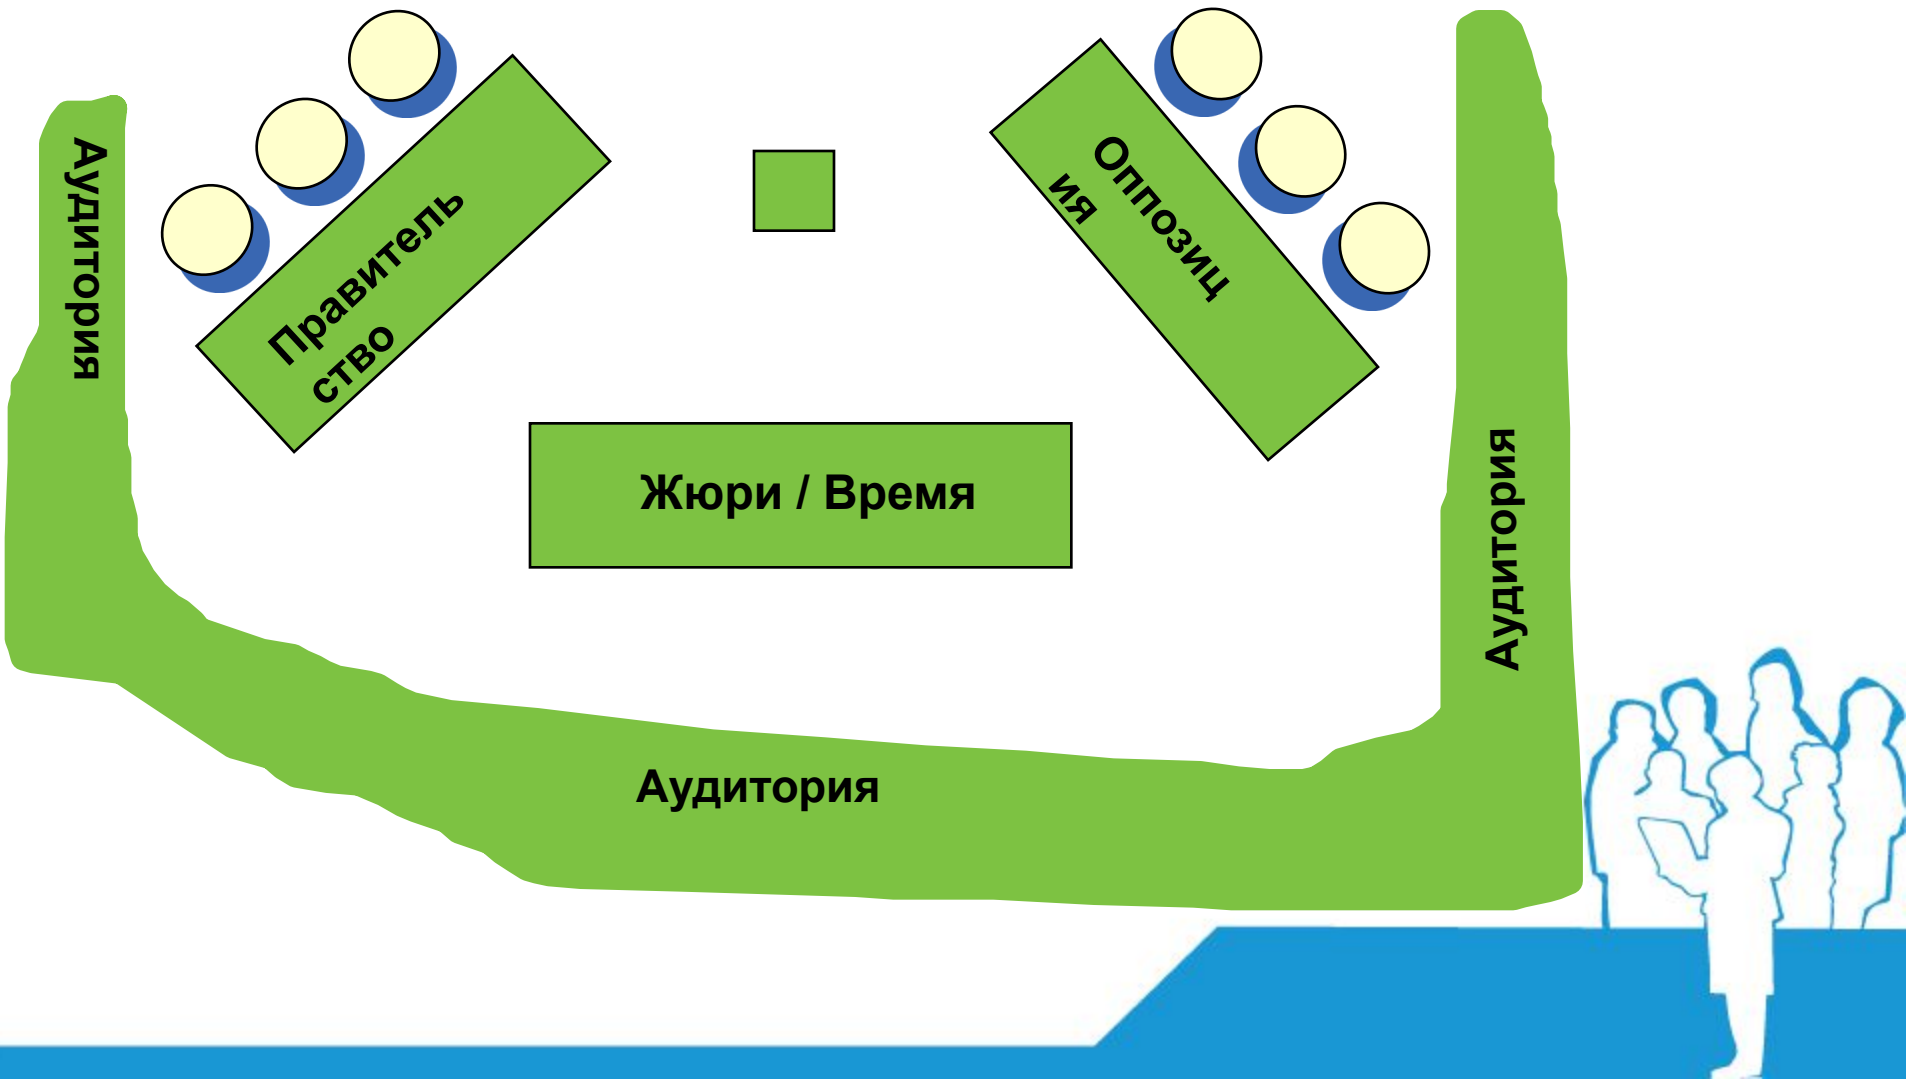 Аудитория
Правитель
ство
Оппозиц
ия
Жюри / Время
Аудитория
Аудитория